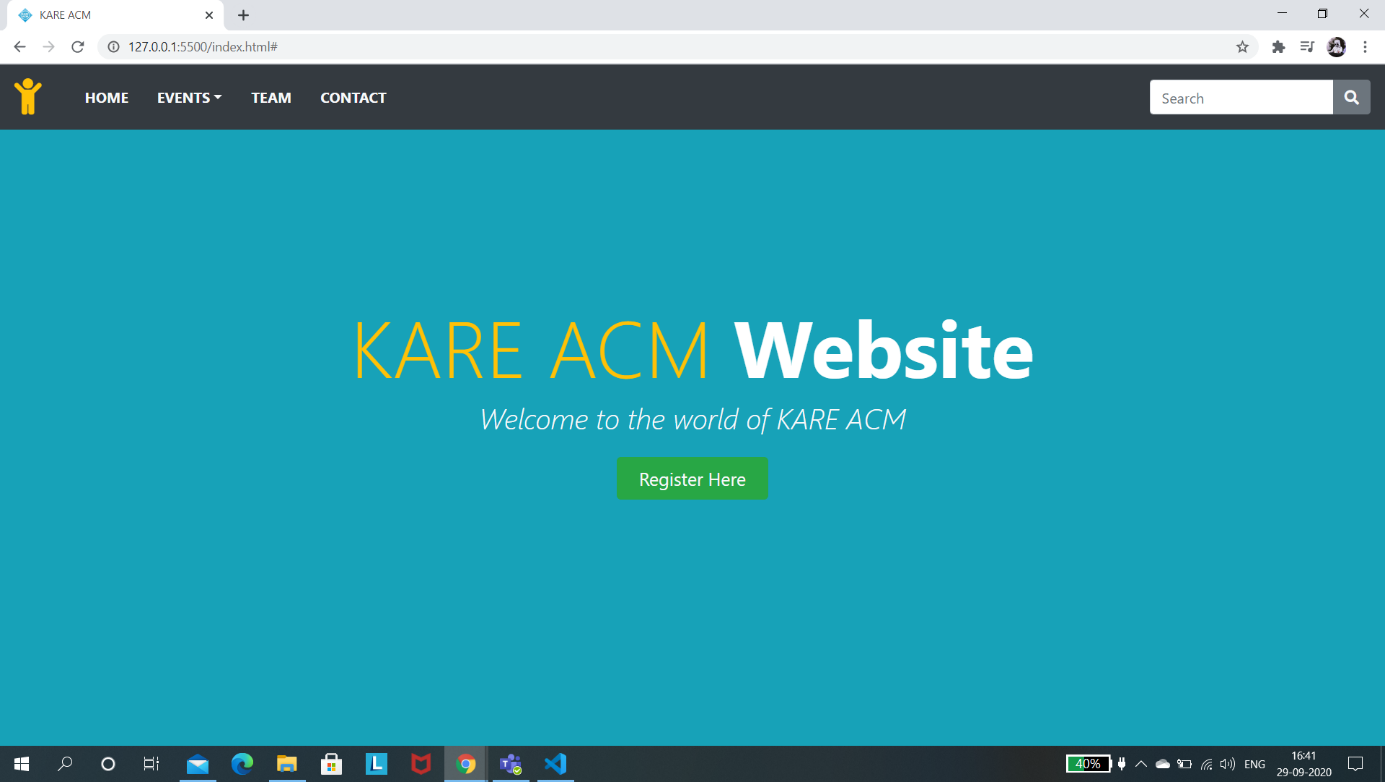 KARE ACM
127.0.0.1:5500/index.html#
HOME EVENTS TEAM CONTACT Search
KARE ACM Website
Welcome to the world of KARE ACM
Register Here
L
40% ENG 16:41
29-09-2020